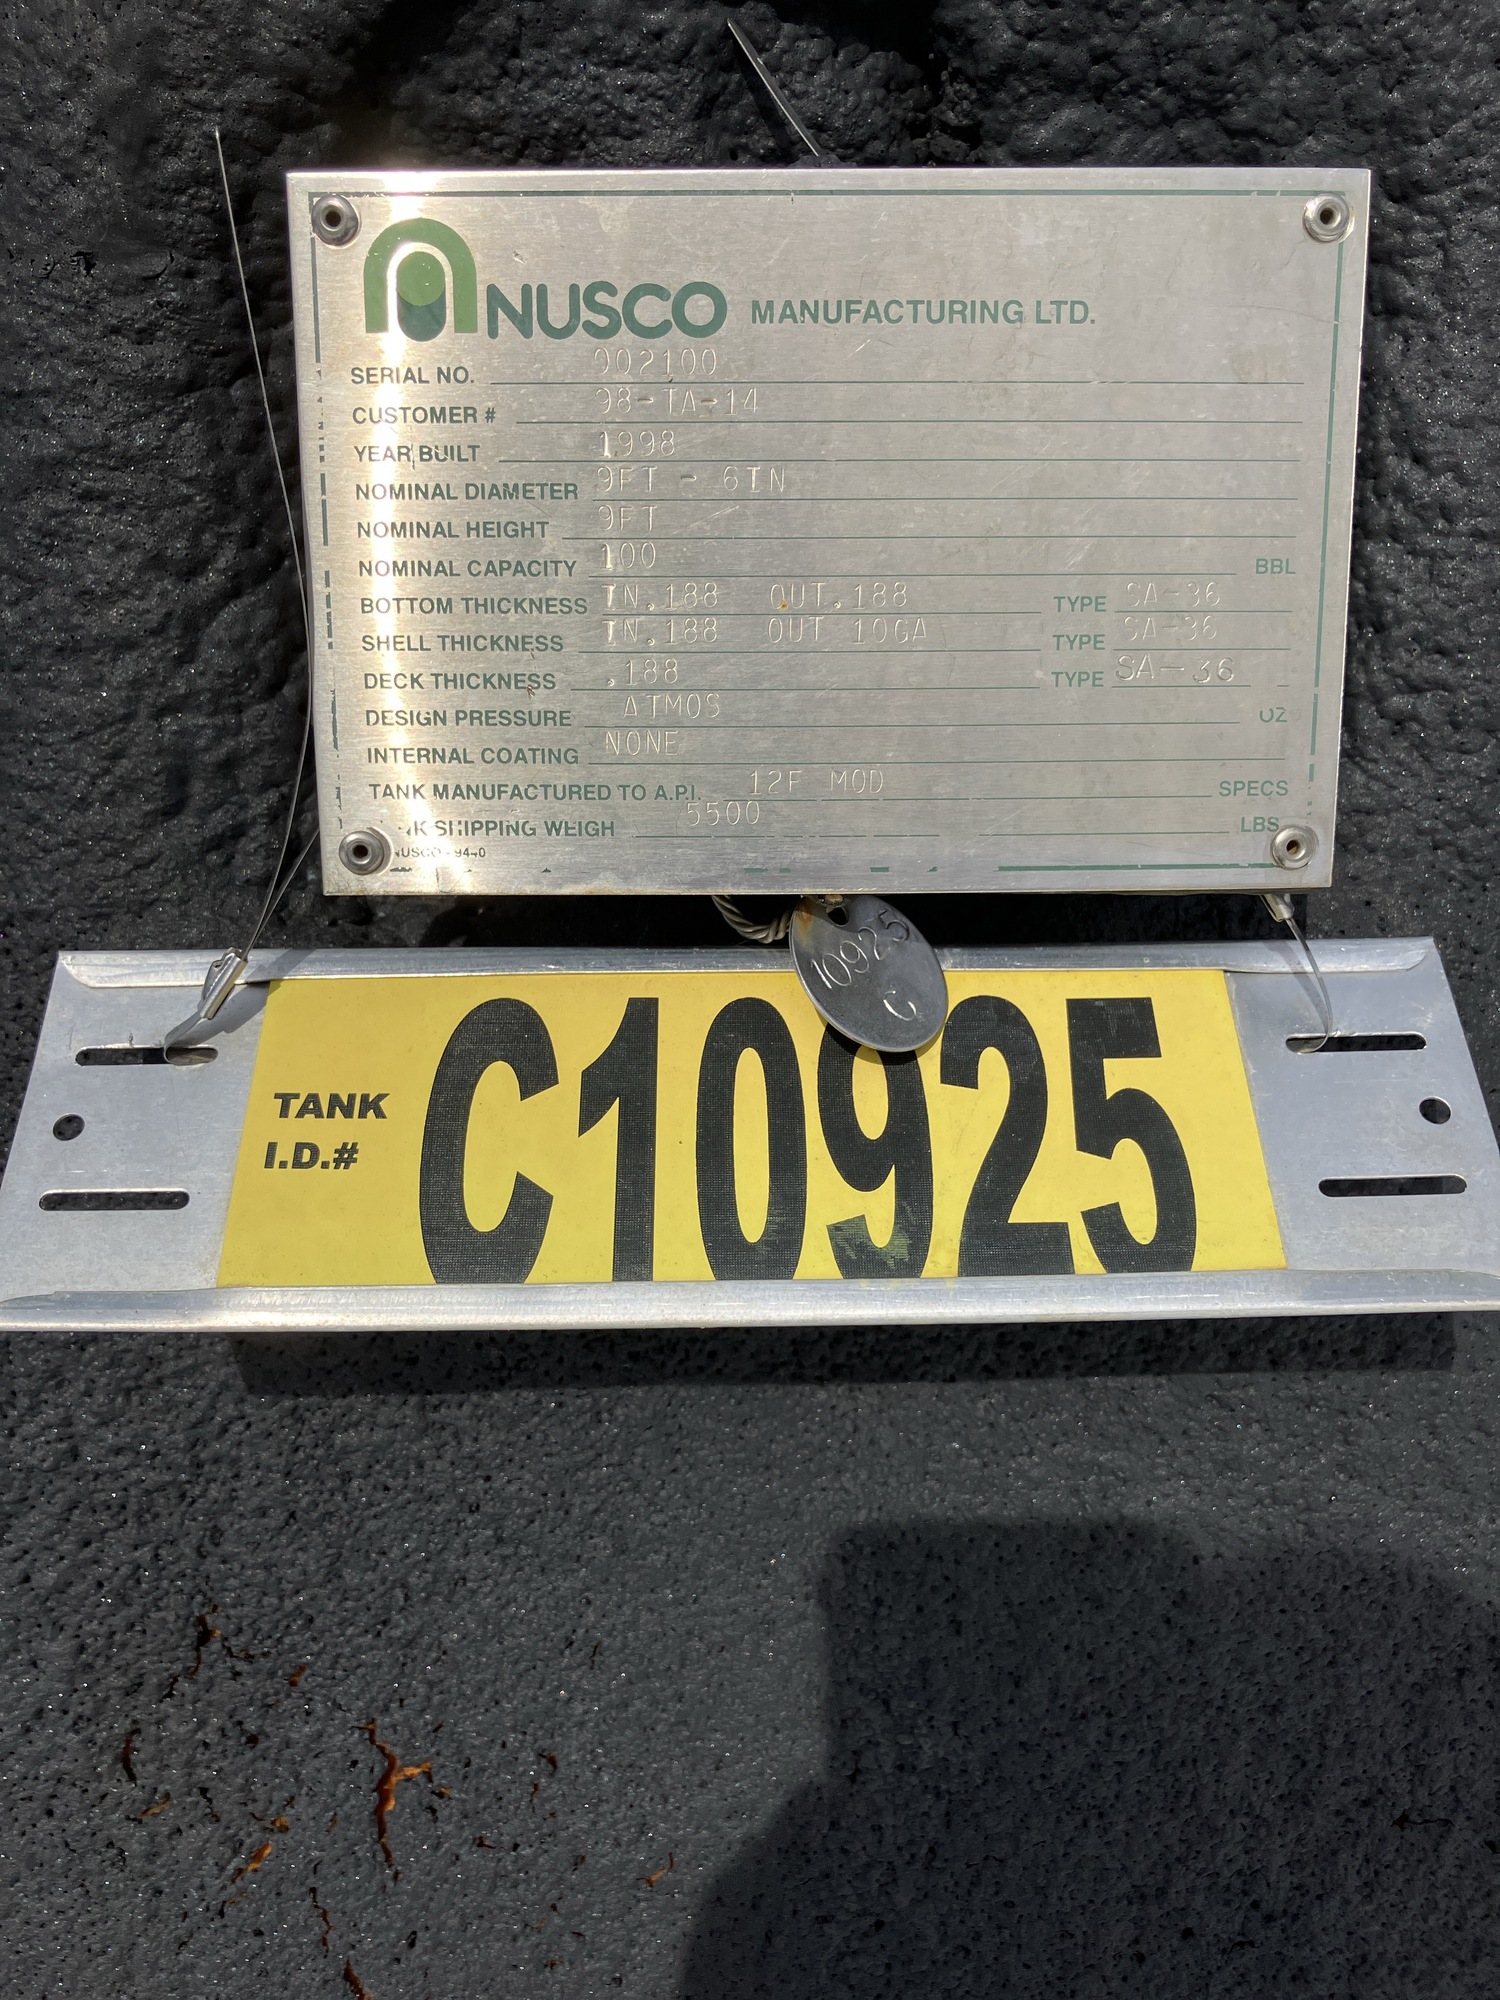 NUSCO MANUFACTURING LTD.
SERIAL NO. 902100
CUSTOMER # 98-TA-14
YEAR BUILT 1998
NOMINAL DIAMETER 9FT - 6IN
NOMINAL HEIGHT 9FT
NOMINAL CAPACITY 100 BBL
BOTTOM THICKNESS IN.188 OUT.188 TYPE SA-36
SHELL THICKNESS IN.188 OUT 10GA TYPE SA-36
DECK THICKNESS .188 TYPE SA-36
DESIGN PRESSURE ATMOS OZ
INTERNAL COATING NONE
TANK MANUFACTURED TO A.P.I. 12F MOD SPECS
SHIPPING WEIGH 5500 LBS
NUSCO
10925
C
TANK
I.D.#
C10925